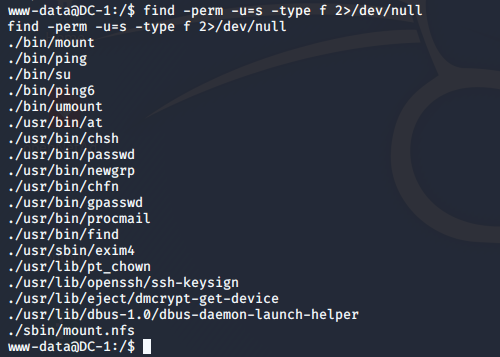 www-data@DC-1:/$ find -perm -u=s -type f 2>/dev/null
find -perm -u=s -type f 2>/dev/null
./bin/mount
./bin/ping
./bin/su
./bin/ping6
./bin/umount
./usr/bin/at
./usr/bin/chsh
./usr/bin/passwd
./usr/bin/newgrp
./usr/bin/chfn
./usr/bin/gpasswd
./usr/bin/procmail
./usr/bin/find
./usr/sbin/exim4
./usr/lib/pt_chown
./usr/lib/openssh/ssh-keysign
./usr/lib/eject/dmcrypt-get-device
./usr/lib/dbus-1.0/dbus-daemon-launch-helper
./sbin/mount.nfs
www-data@DC-1:/$